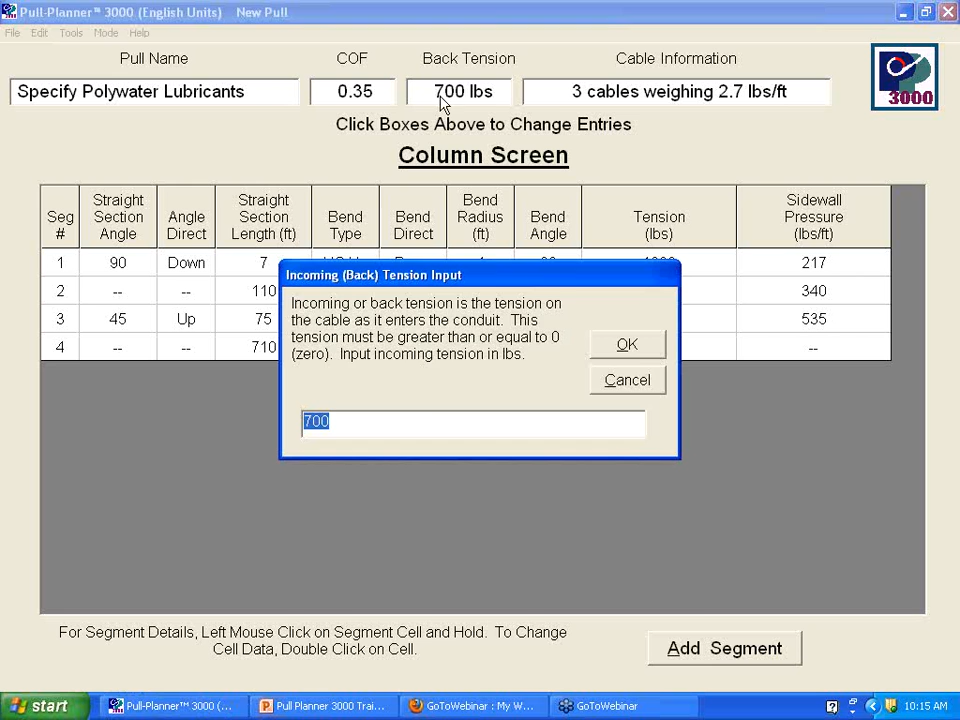 Pull-Planner™ 3000 (English Units)   New Pull
File Edit Tools Mode Help
Pull Name COF Back Tension Cable Information
Specify Polywater Lubricants 0.35 700 lbs 3 cables weighing 2.7 lbs/ft
3000
Click Boxes Above to Change Entries
Column Screen
Seg # Straight Section Angle Angle Direct Straight Section Length (ft) Bend Type Bend Direct Bend Radius (ft) Bend Angle Tension (lbs) Sidewall Pressure (lbs/ft)
1 90 Down 7 217
2 -- -- 110 340
3 45 Up 75 535
4 -- -- 710 --
Incoming (Back) Tension Input
Incoming or back tension is the tension on
the cable as it enters the conduit.  This
tension must be greater than or equal to 0
(zero).  Input incoming tension in lbs.
OK
Cancel
700
For Segment Details, Left Mouse Click on Segment Cell and Hold.  To Change
Cell Data, Double Click on Cell.
Add Segment
start Pull-Planner™ 3000 (... Pull Planner 3000 Trai... GoToWebinar : My W... GoToWebinar 10:15 AM